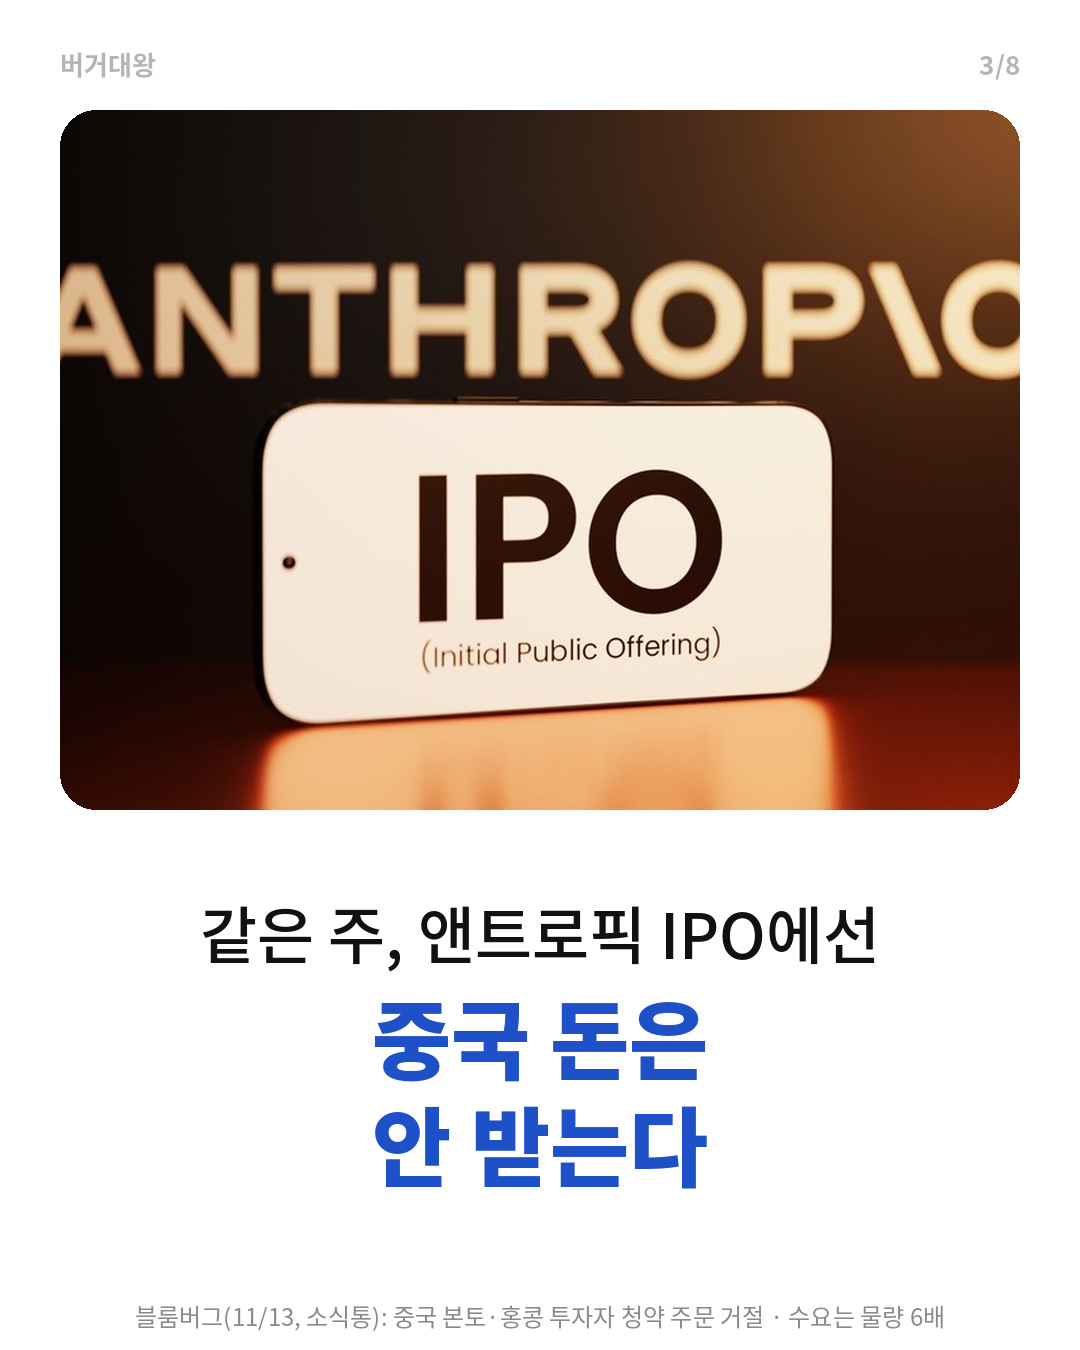 버거대왕
3/8
ANTHROP\C
IPO
(Initial Public Offering)
같은 주, 앤트로픽 IPO에선
중국 돈은
안 받는다
블룸버그(11/13, 소식통): 중국 본토·홍콩 투자자 청약 주문 거절 · 수요는 물량 6배